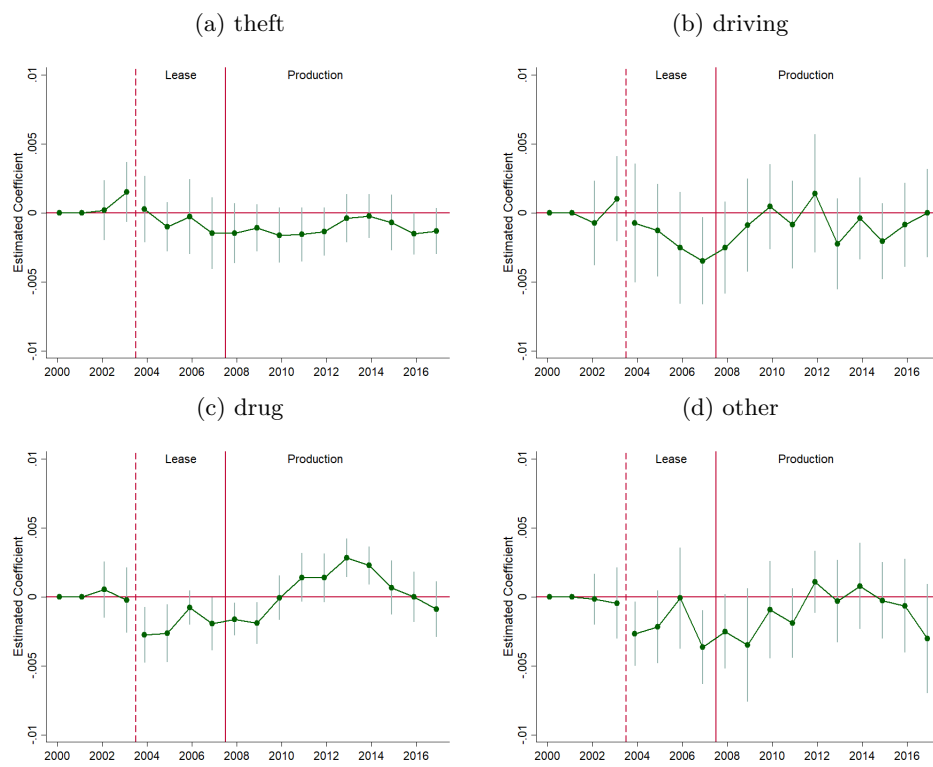 (a) theft
Lease Production
Estimated Coefficient
.01
.005
0
-.005
-.01
2000 2002 2004 2006 2008 2010 2012 2014 2016
(b) driving
Lease Production
Estimated Coefficient
.01
.005
0
-.005
-.01
2000 2002 2004 2006 2008 2010 2012 2014 2016
(c) drug
Lease Production
Estimated Coefficient
.01
.005
0
-.005
-.01
2000 2002 2004 2006 2008 2010 2012 2014 2016
(d) other
Lease Production
Estimated Coefficient
.01
.005
0
-.005
-.01
2000 2002 2004 2006 2008 2010 2012 2014 2016